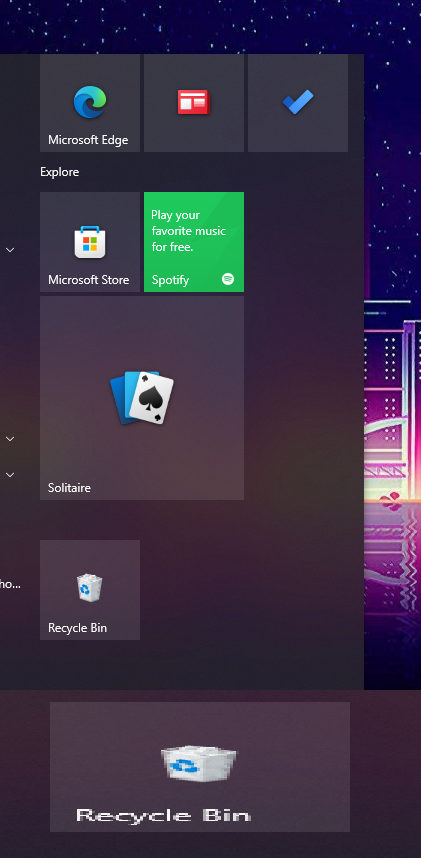 Microsoft Edge
Explore
Microsoft Store
Play your
favorite music
for free.
Spotify
Solitaire
ho...
Recycle Bin
Recycle Bin